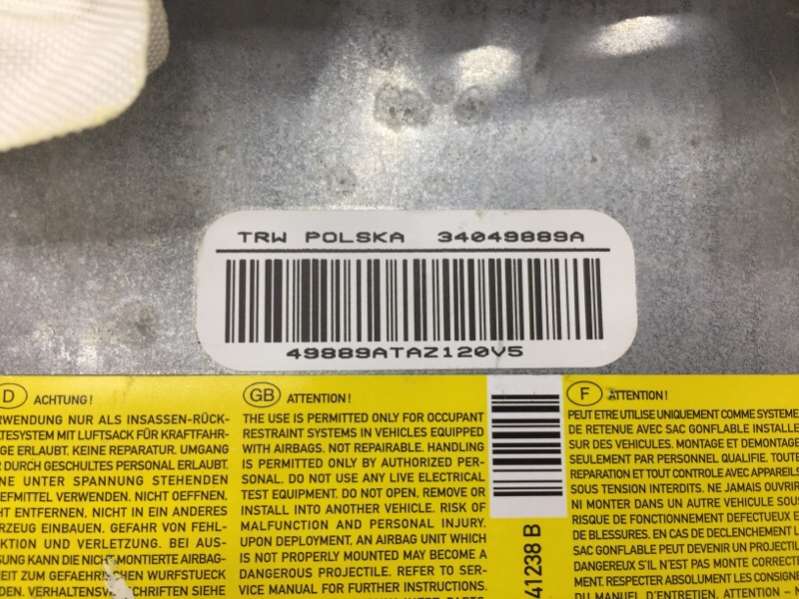 TRW POLSKA 34049889A
49889ATAZ120V5
D ACHTUNG!
RWENDUNG NUR ALS INSASSEN-RÜCK-
TESYSTEM MIT LUFTSACK FÜR KRAFTFAHR-
GE ERLAUBT. KEINE REPARATUR. UMGANG
DURCH GESCHULTES PERSONAL ERLAUBT.
NE UNTER SPANNUNG STEHENDEN
EFMITTEL VERWENDEN. NICHT OEFFNEN,
HT ENTFERNEN, NICHT IN EIN ANDERES
RZEUG EINBAUEN. GEFAHR VON FEHL-
KTION UND VERLETZUNG. BEI AUS-
UNG KANN DIE NICHT MONTIERTE AIRBAG-
EIT ZUM GEFAEHRLICHEN WURFSTUECK
DEN. VERHALTENSVORSCHRIFTEN SIEHE
GB ATTENTION!
THE USE IS PERMITTED ONLY FOR OCCUPANT
RESTRAINT SYSTEMS IN VEHICLES EQUIPPED
WITH AIRBAGS. NOT REPAIRABLE. HANDLING
IS PERMITTED ONLY BY AUTHORIZED PER-
SONAL. DO NOT USE ANY LIVE ELECTRICAL
TEST EQUIPMENT. DO NOT OPEN, REMOVE OR
INSTALL INTO ANOTHER VEHICLE. RISK OF
MALFUNCTION AND PERSONAL INJURY.
UPON DEPLOYMENT. AN AIRBAG UNIT WHICH
IS NOT PROPERLY MOUNTED MAY BECOME A
DANGEROUS PROJECTILE. REFER TO SER-
VICE MANUAL FOR FURTHER INSTRUCTIONS.
41238 B
F ATTENTION!
PEUT ETRE UTILISE UNIQUEMENT COMME SYSTEME
DE RETENUE AVEC SAC GONFLABLE INSTALLE
SUR DES VEHICULES. MONTAGE ET DEMONTAGE
SEULEMENT PAR PERSONNEL QUALIFIE. TOUTE
REPARATION ET TOUT CONTROLE AVEC APPAREILS
SOUS TENSION INTERDITS. NE JAMAIS OUVRIR
NI MONTER DANS UN AUTRE VEHICULE SOUS
RISQUE DE FONCTIONNEMENT DEFECTUEUX E
DE BLESSURES. EN CAS DE DECLENCHEMENT L
SAC GONFLABLE PEUT DEVENIR UN PROJECTIL
DANGEREUX S'IL N'EST PAS MONTE CORRECTE
MENT. RESPECTER ABSOLUMENT LES CONSIGNE
DU MANUEL D'ENTRETIEN. ATTENTION – N